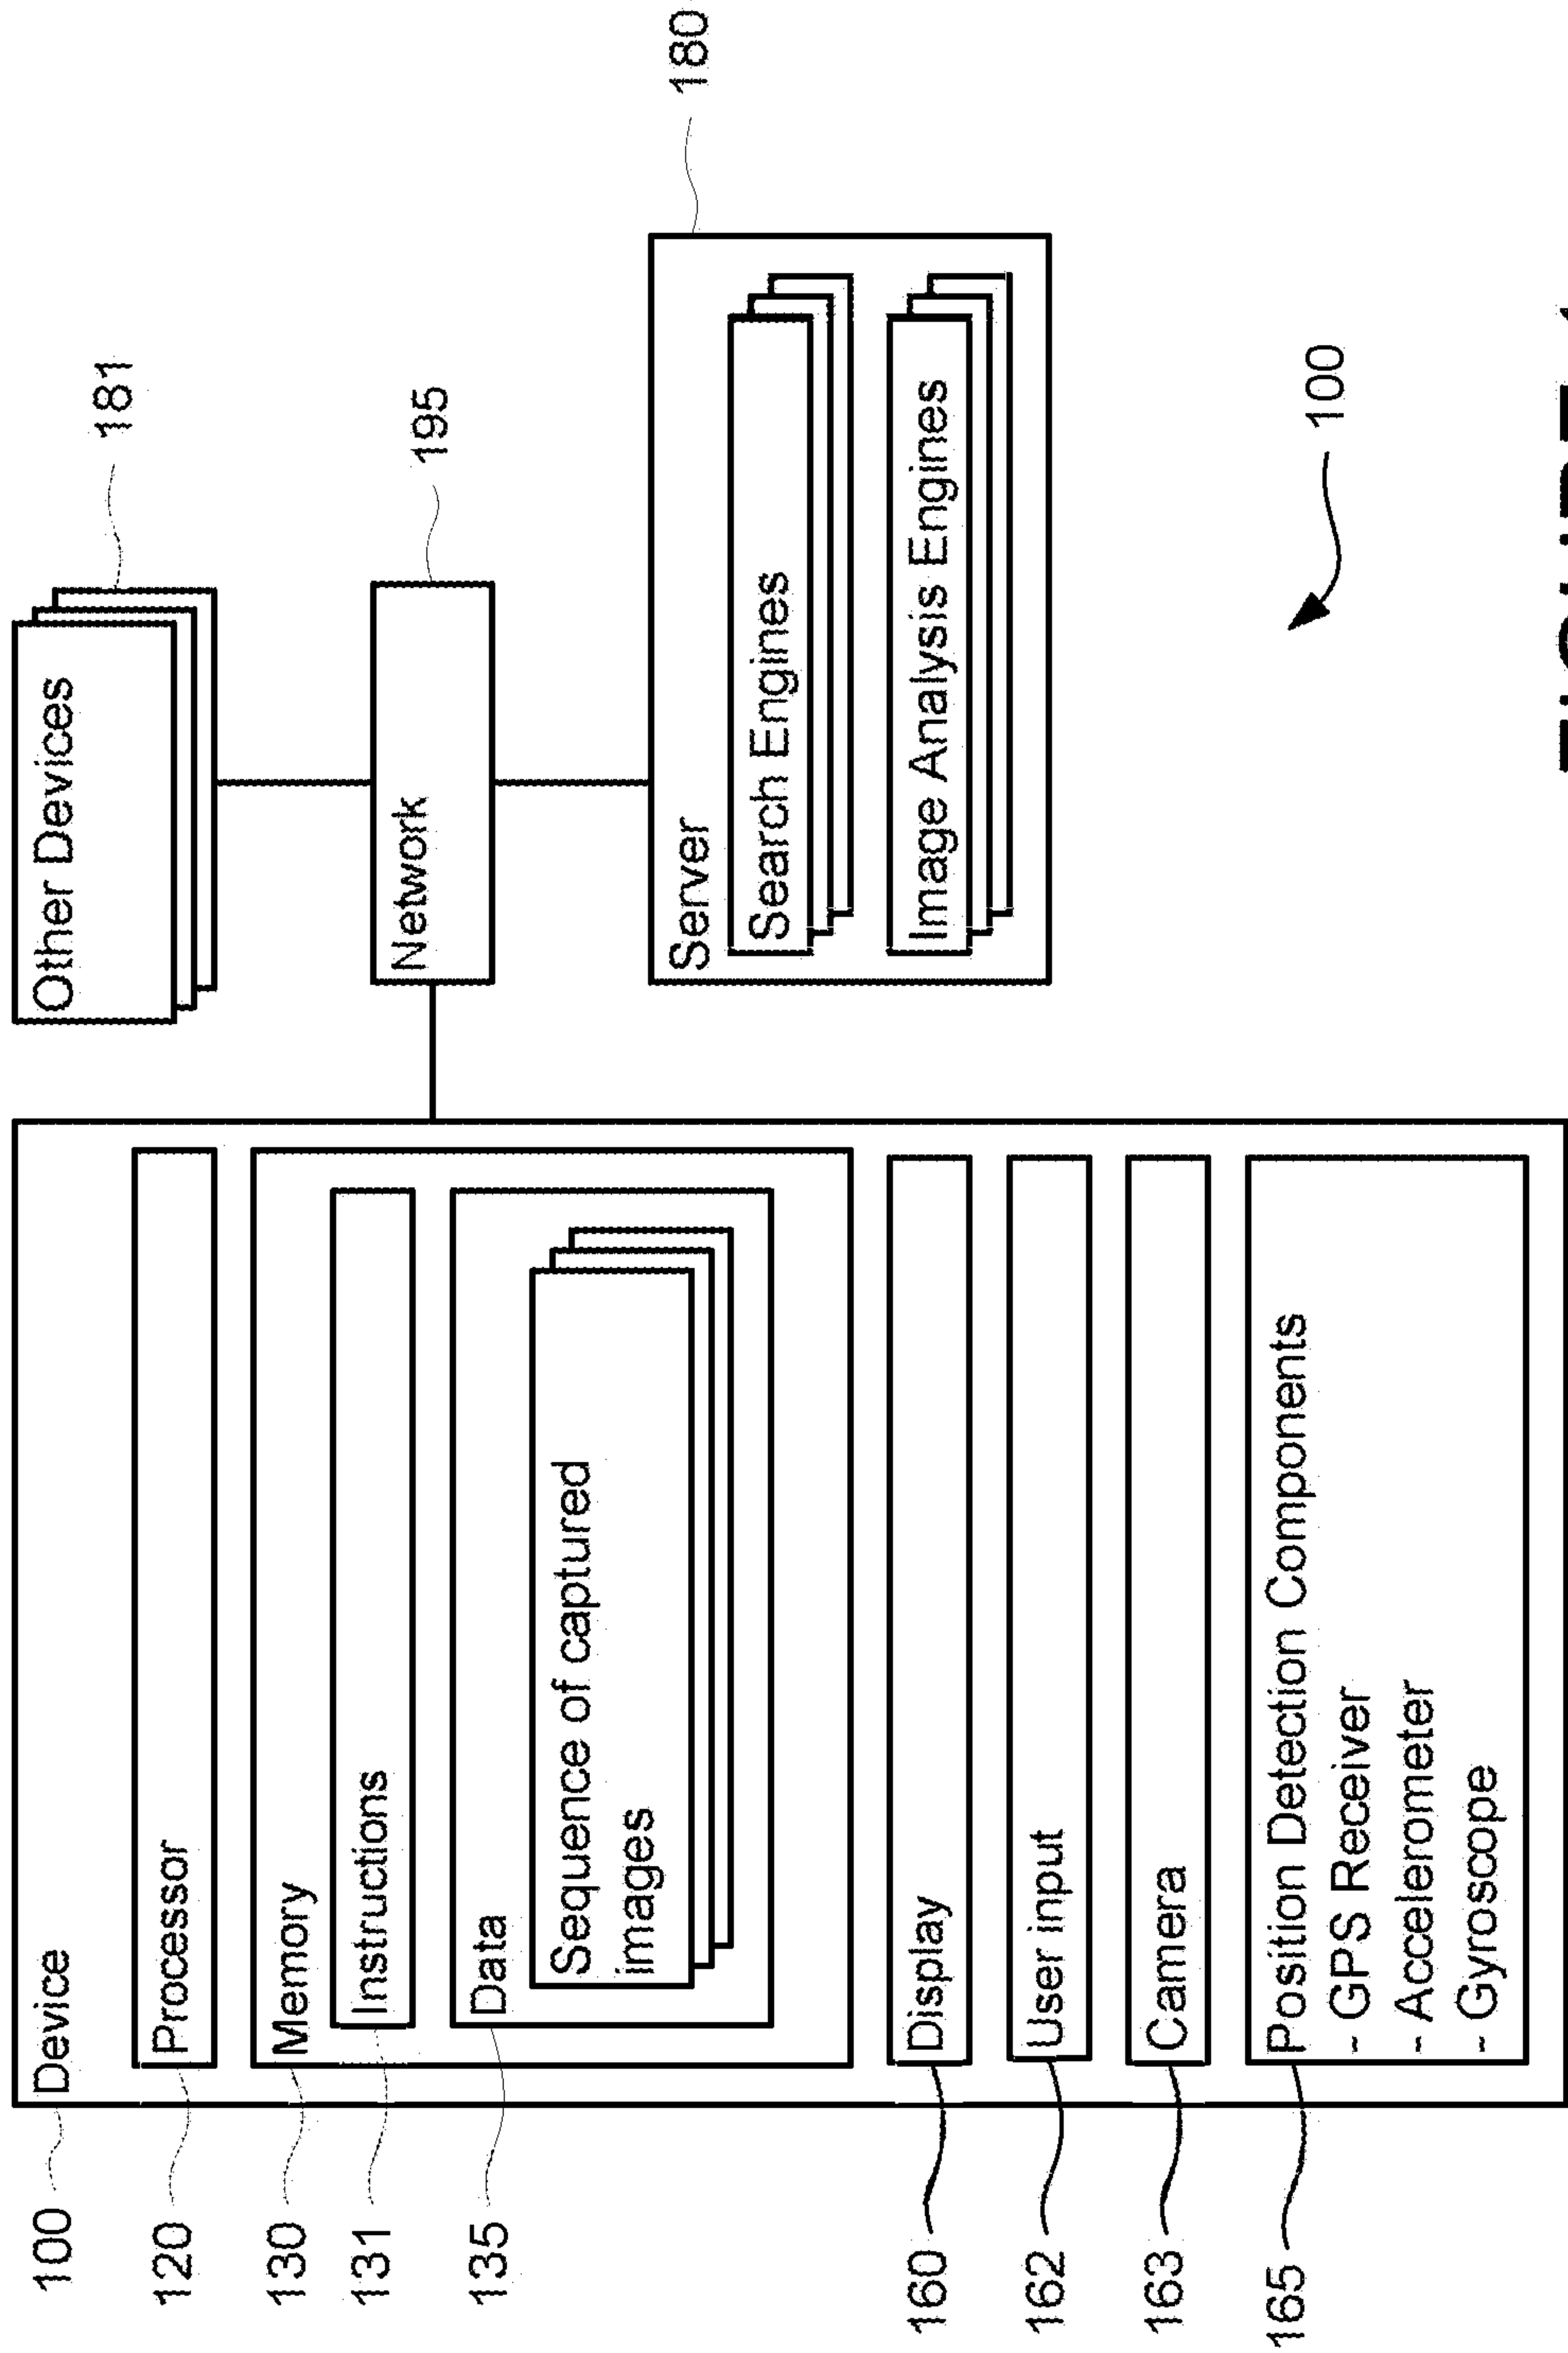 100
Device
120
Processor
130
Memory
131
Instructions
135
Data
Sequence of captured
images
160
Display
162
User input
163
Camera
165
Position Detection Components
- GPS Receiver
- Accelerometer
- Gyroscope
Other Devices
181
Network
195
Server
180
Search Engines
Image Analysis Engines
100